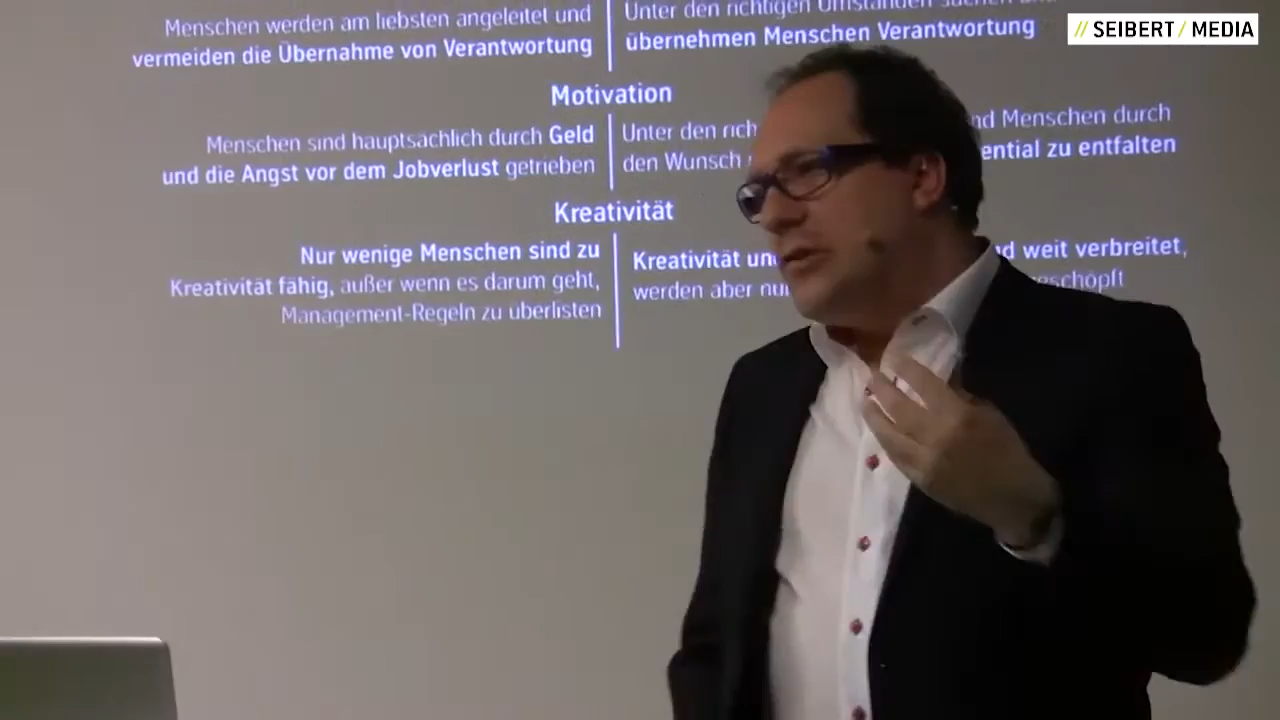 // SEIBERT / MEDIA
Menschen werden am liebsten angeleitet und
vermeiden die Übernahme von Verantwortung
Unter den richtigen Umständen suchen
übernehmen Menschen Verantwortung
Motivation
Menschen sind hauptsächlich durch Geld
und die Angst vor dem Jobverlust getrieben
Unter den Menschen durch
den Wunsch zu entfalten
Kreativität
Nur wenige Menschen sind zu
Kreativität fähig, außer wenn es darum geht,
Management-Regeln zu überlisten
Kreativität weit verbreitet,
werden aber